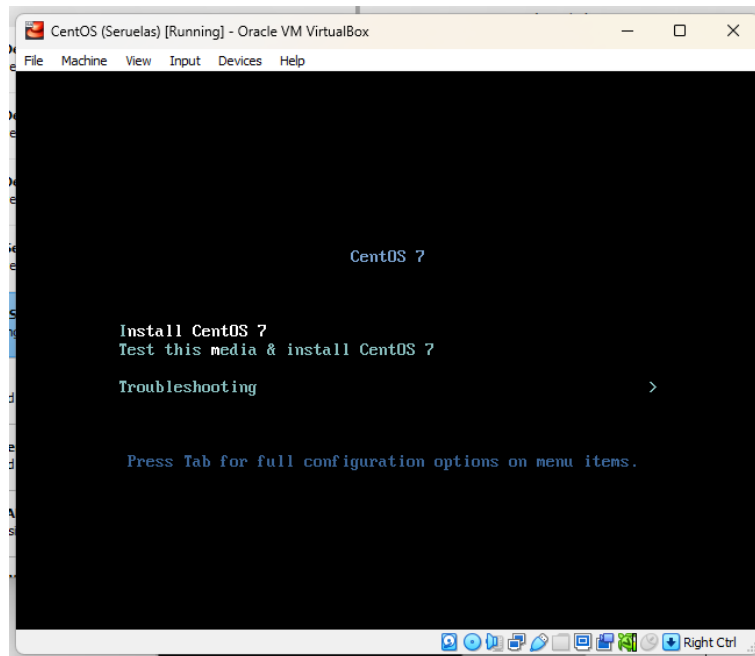 CentOS (Seruelas) [Running] - Oracle VM VirtualBox
File Machine View Input Devices Help
CentOS 7
Install CentOS 7
Test this media & install CentOS 7
Troubleshooting >
Press Tab for full configuration options on menu items.
Right Ctrl